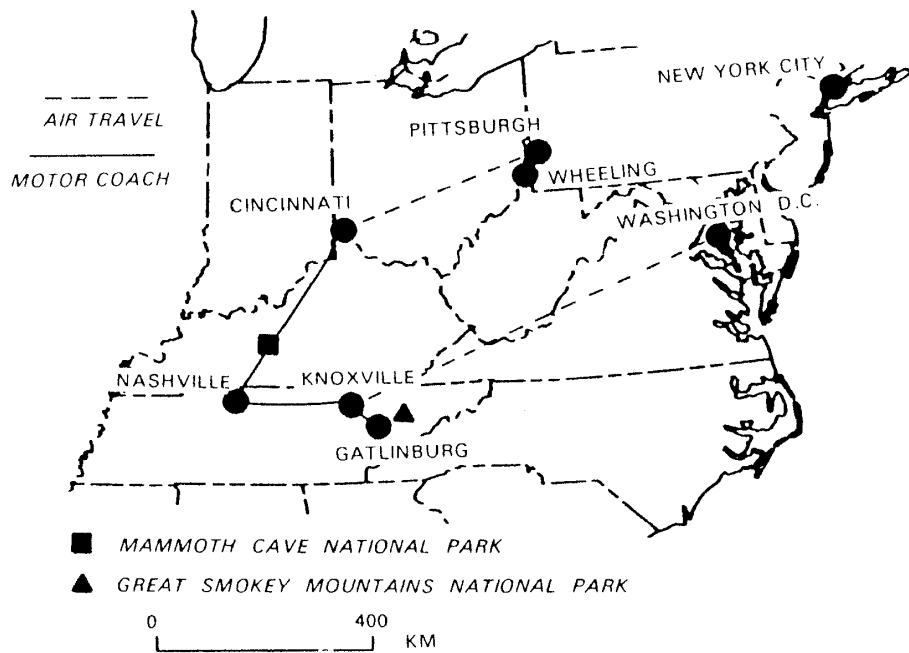 NEW YORK CITY
AIR TRAVEL
PITTSBURGH
MOTOR COACH
WHEELING
CINCINNATI
WASHINGTON D.C.
NASHVILLE
KNOXVILLE
GATLINBURG
MAMMOTH CAVE NATIONAL PARK
GREAT SMOKEY MOUNTAINS NATIONAL PARK
0 400
KM